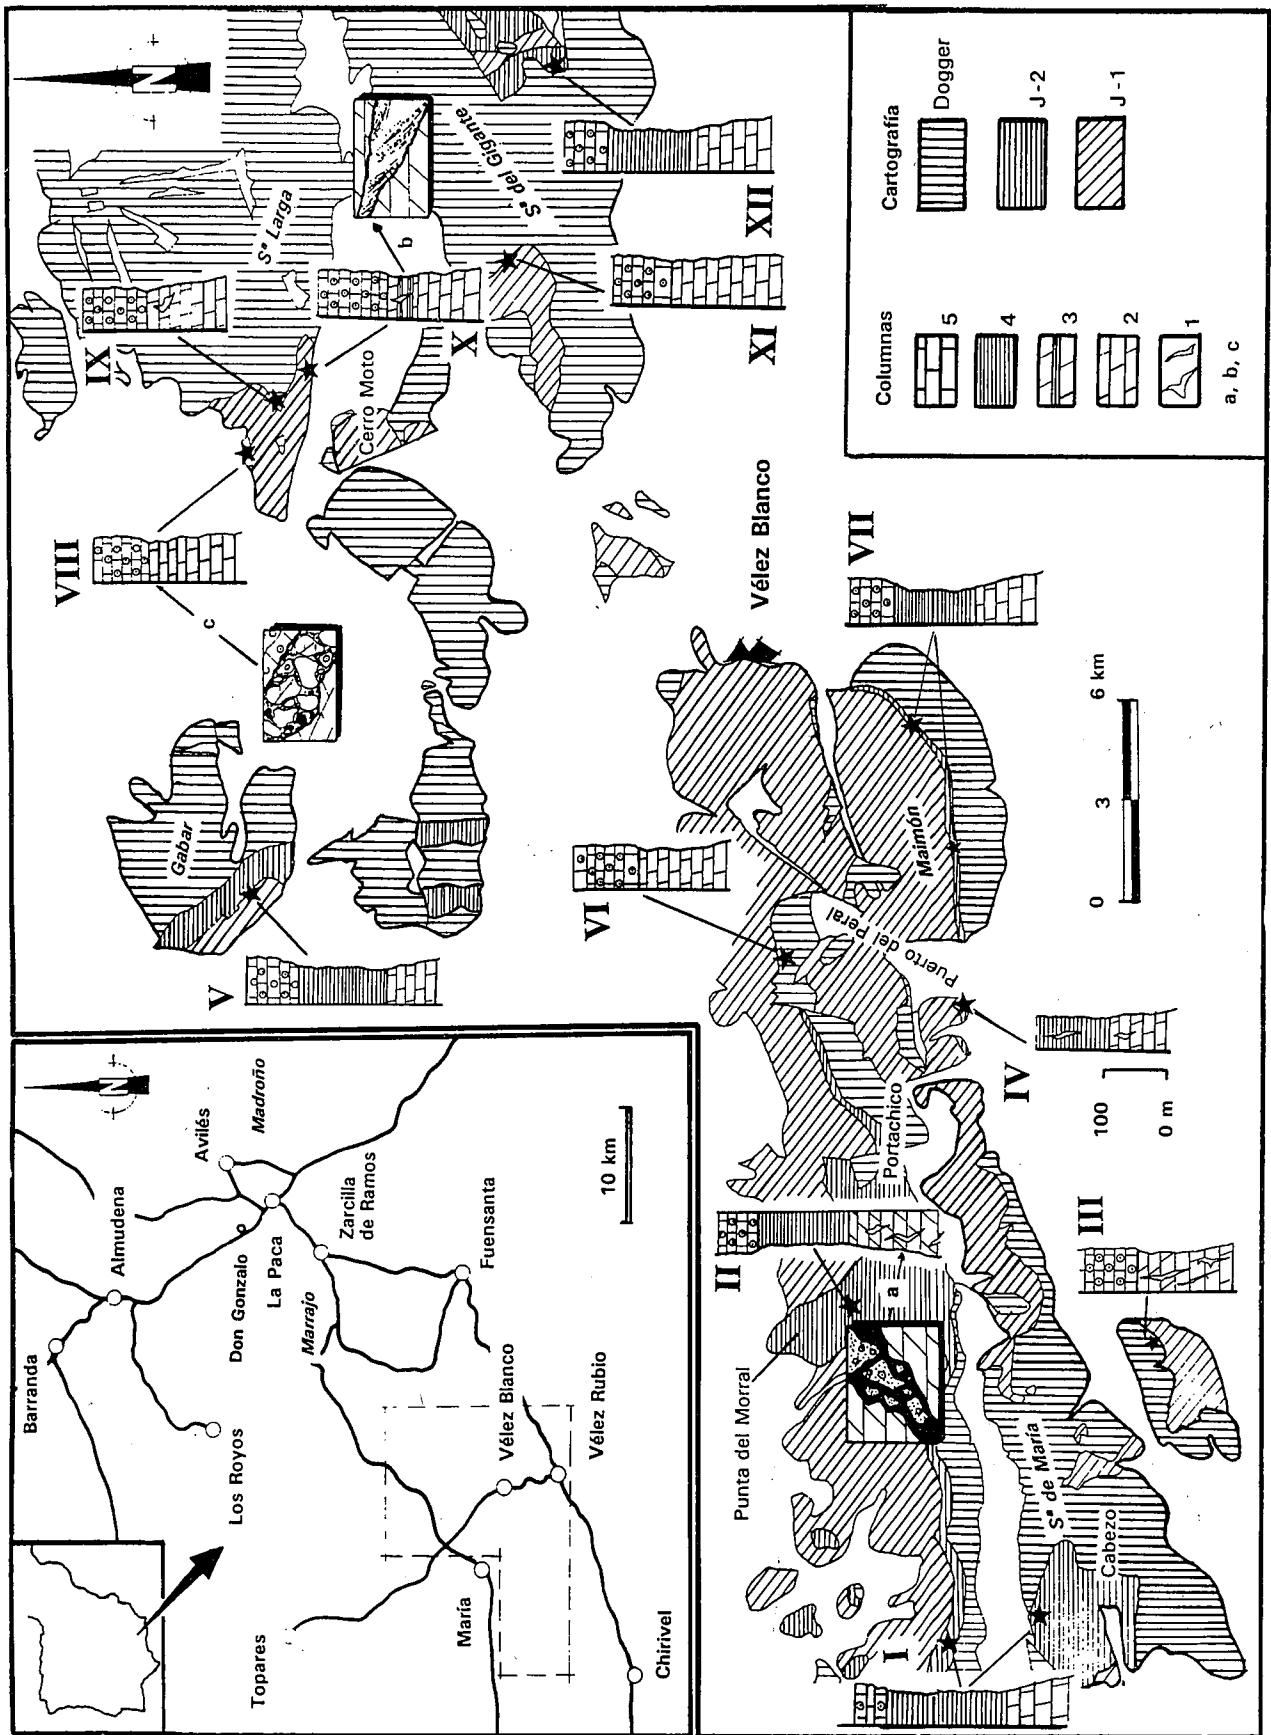 Barranda
Almudena
Avilés
Madroño
Los Royos
Don Gonzalo
La Paca
Zarcilla
de Ramos
Marrajo
Fuensanta
Topares
María
Vélez Blanco
Vélez Rubio
Chirivel
10 km
N
N
Gabar
V
VIII
c
IX
Sª Larga
X
b
Cerro Moto
Sª del Gigante
XI
XII
Vélez Blanco
VI
VII
Maimón
Puerto del Peral
Portachico
IV
100
0 m
0
3
6 km
II
a
Punta del Morral
III
I
Sª de María
Cabezo
Columnas
5
4
3
2
1
a, b, c
Cartografía
Dogger
J-2
J-1